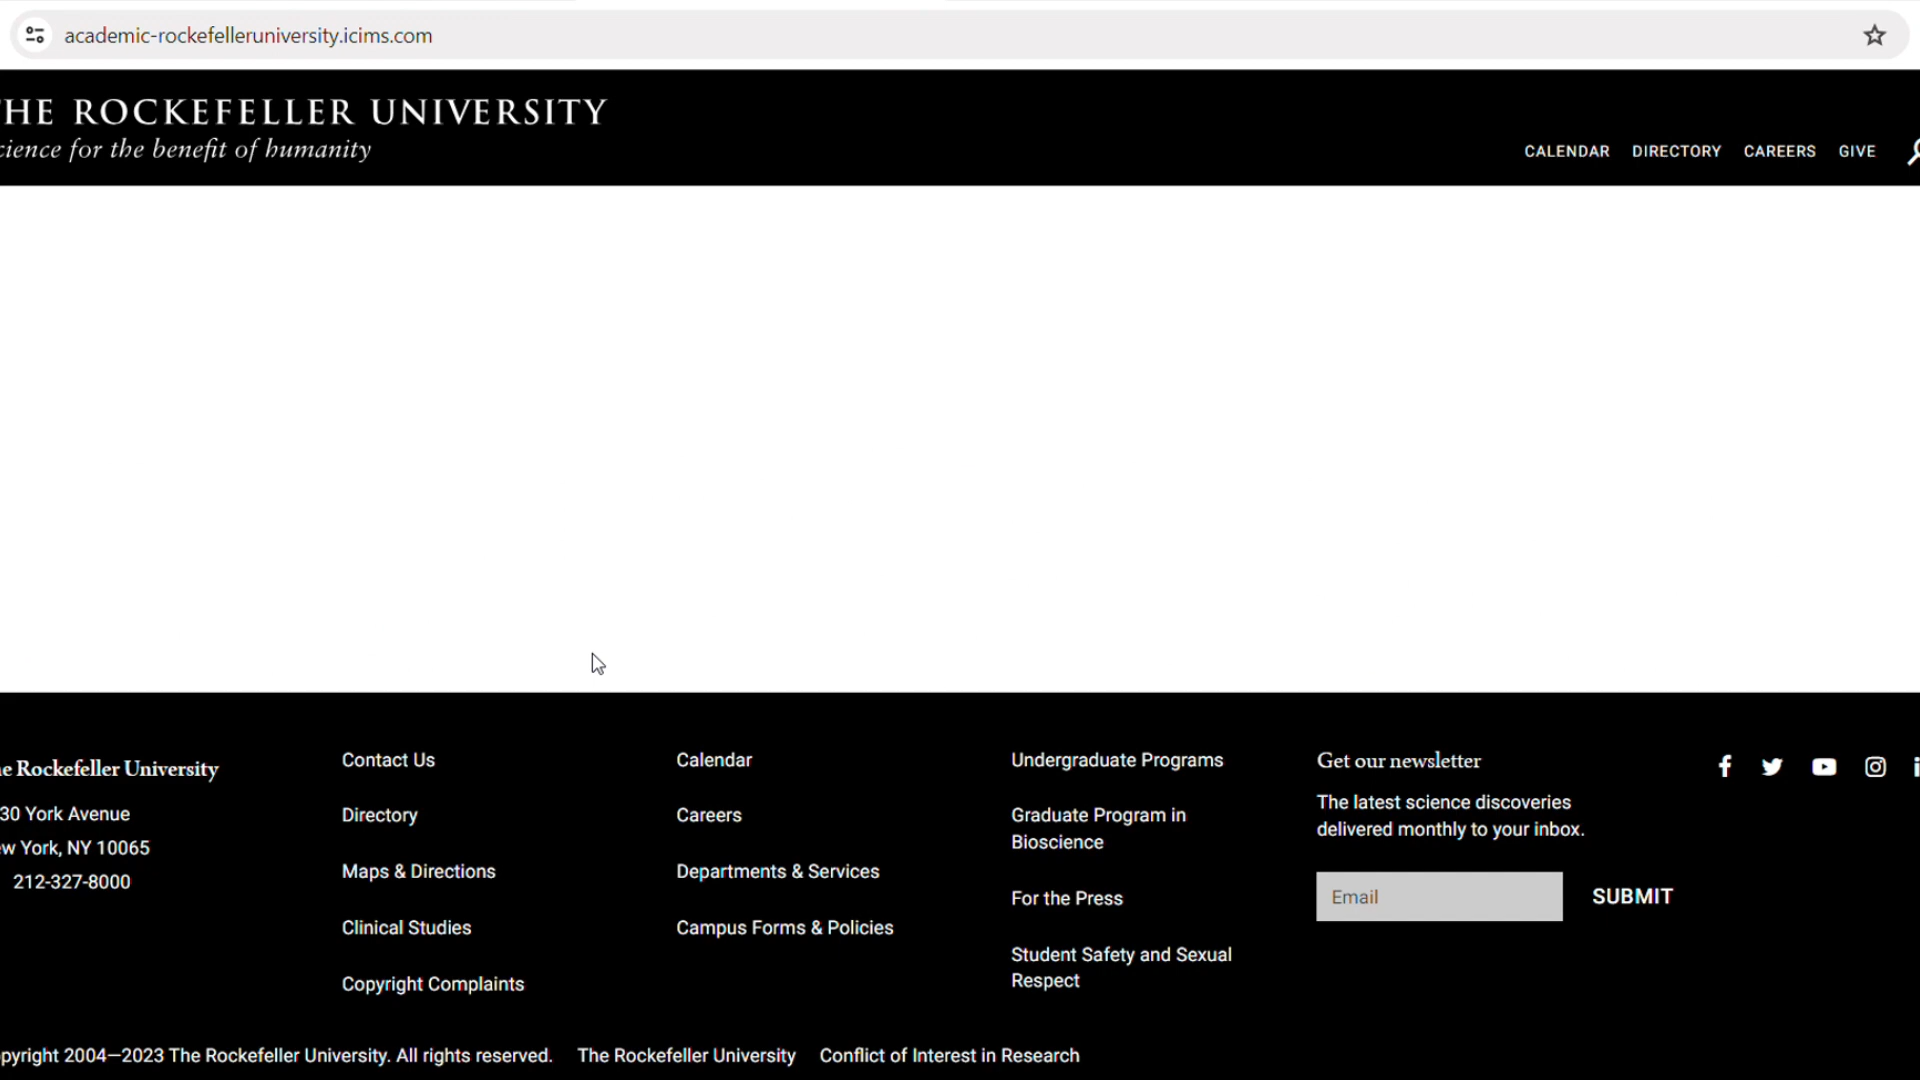 academic-rockefelleruniversity.icims.com
THE ROCKEFELLER UNIVERSITY
cience for the benefit of humanity
CALENDAR DIRECTORY CAREERS GIVE
e Rockefeller University
30 York Avenue
w York, NY 10065
212-327-8000
Contact Us
Directory
Maps & Directions
Clinical Studies
Copyright Complaints
Calendar
Careers
Departments & Services
Campus Forms & Policies
Undergraduate Programs
Graduate Program in
Bioscience
For the Press
Student Safety and Sexual
Respect
Get our newsletter
The latest science discoveries
delivered monthly to your inbox.
Email SUBMIT
pyright 2004—2023 The Rockefeller University. All rights reserved. The Rockefeller University Conflict of Interest in Research